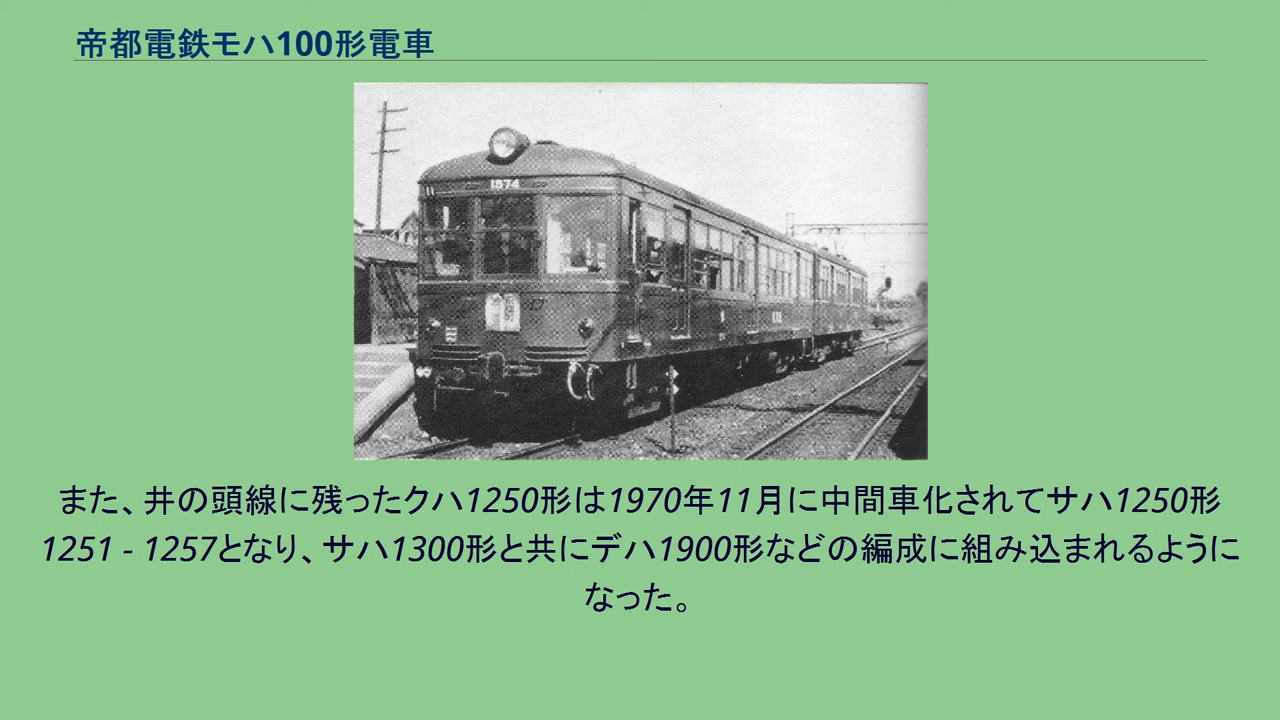 帝都電鉄モハ100形電車
1574
また、井の頭線に残ったクハ1250形は1970年11月に中間車化されてサハ1250形
1251 - 1257となり、サハ1300形と共にデハ1900形などの編成に組み込まれるように
なった。